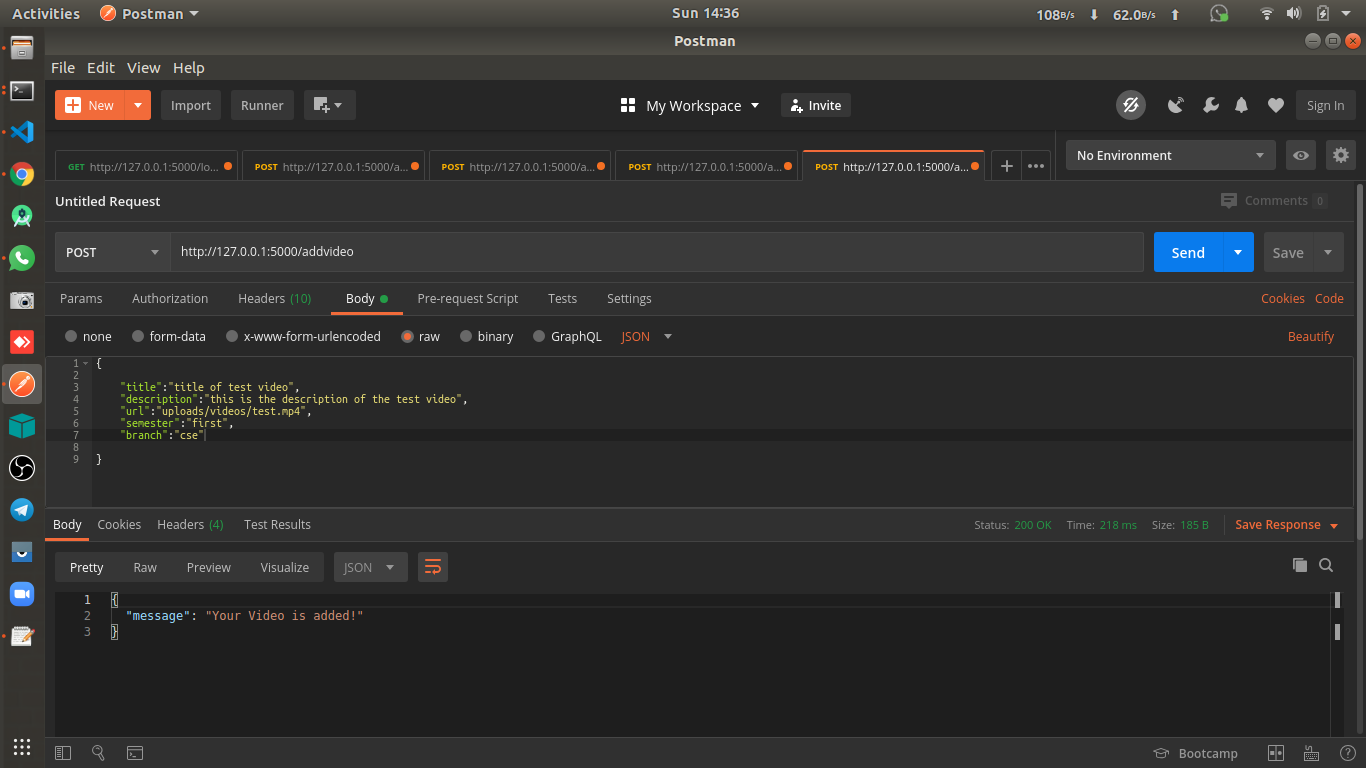 Activities Postman Sun 14:36 108B/s 62.0B/s
Postman
File Edit View Help
New Import Runner My Workspace Invite Sign In
GET http://127.0.0.1:5000/lo... POST http://127.0.0.1:5000/a... POST http://127.0.0.1:5000/a... POST http://127.0.0.1:5000/a... POST http://127.0.0.1:5000/a... No Environment
Untitled Request Comments 0
POST http://127.0.0.1:5000/addvideo Send Save
Params Authorization Headers (10) Body Pre-request Script Tests Settings Cookies Code
none form-data x-www-form-urlencoded raw binary GraphQL JSON Beautify
1 {
2
3 "title":"title of test video",
4 "description":"this is the description of the test video",
5 "url":"uploads/videos/test.mp4",
6 "semester":"first",
7 "branch":"cse"
8
9 }
Body Cookies Headers (4) Test Results Status: 200 OK Time: 218 ms Size: 185 B Save Response
Pretty Raw Preview Visualize JSON
1 {
2 "message": "Your Video is added!"
3 }
Bootcamp